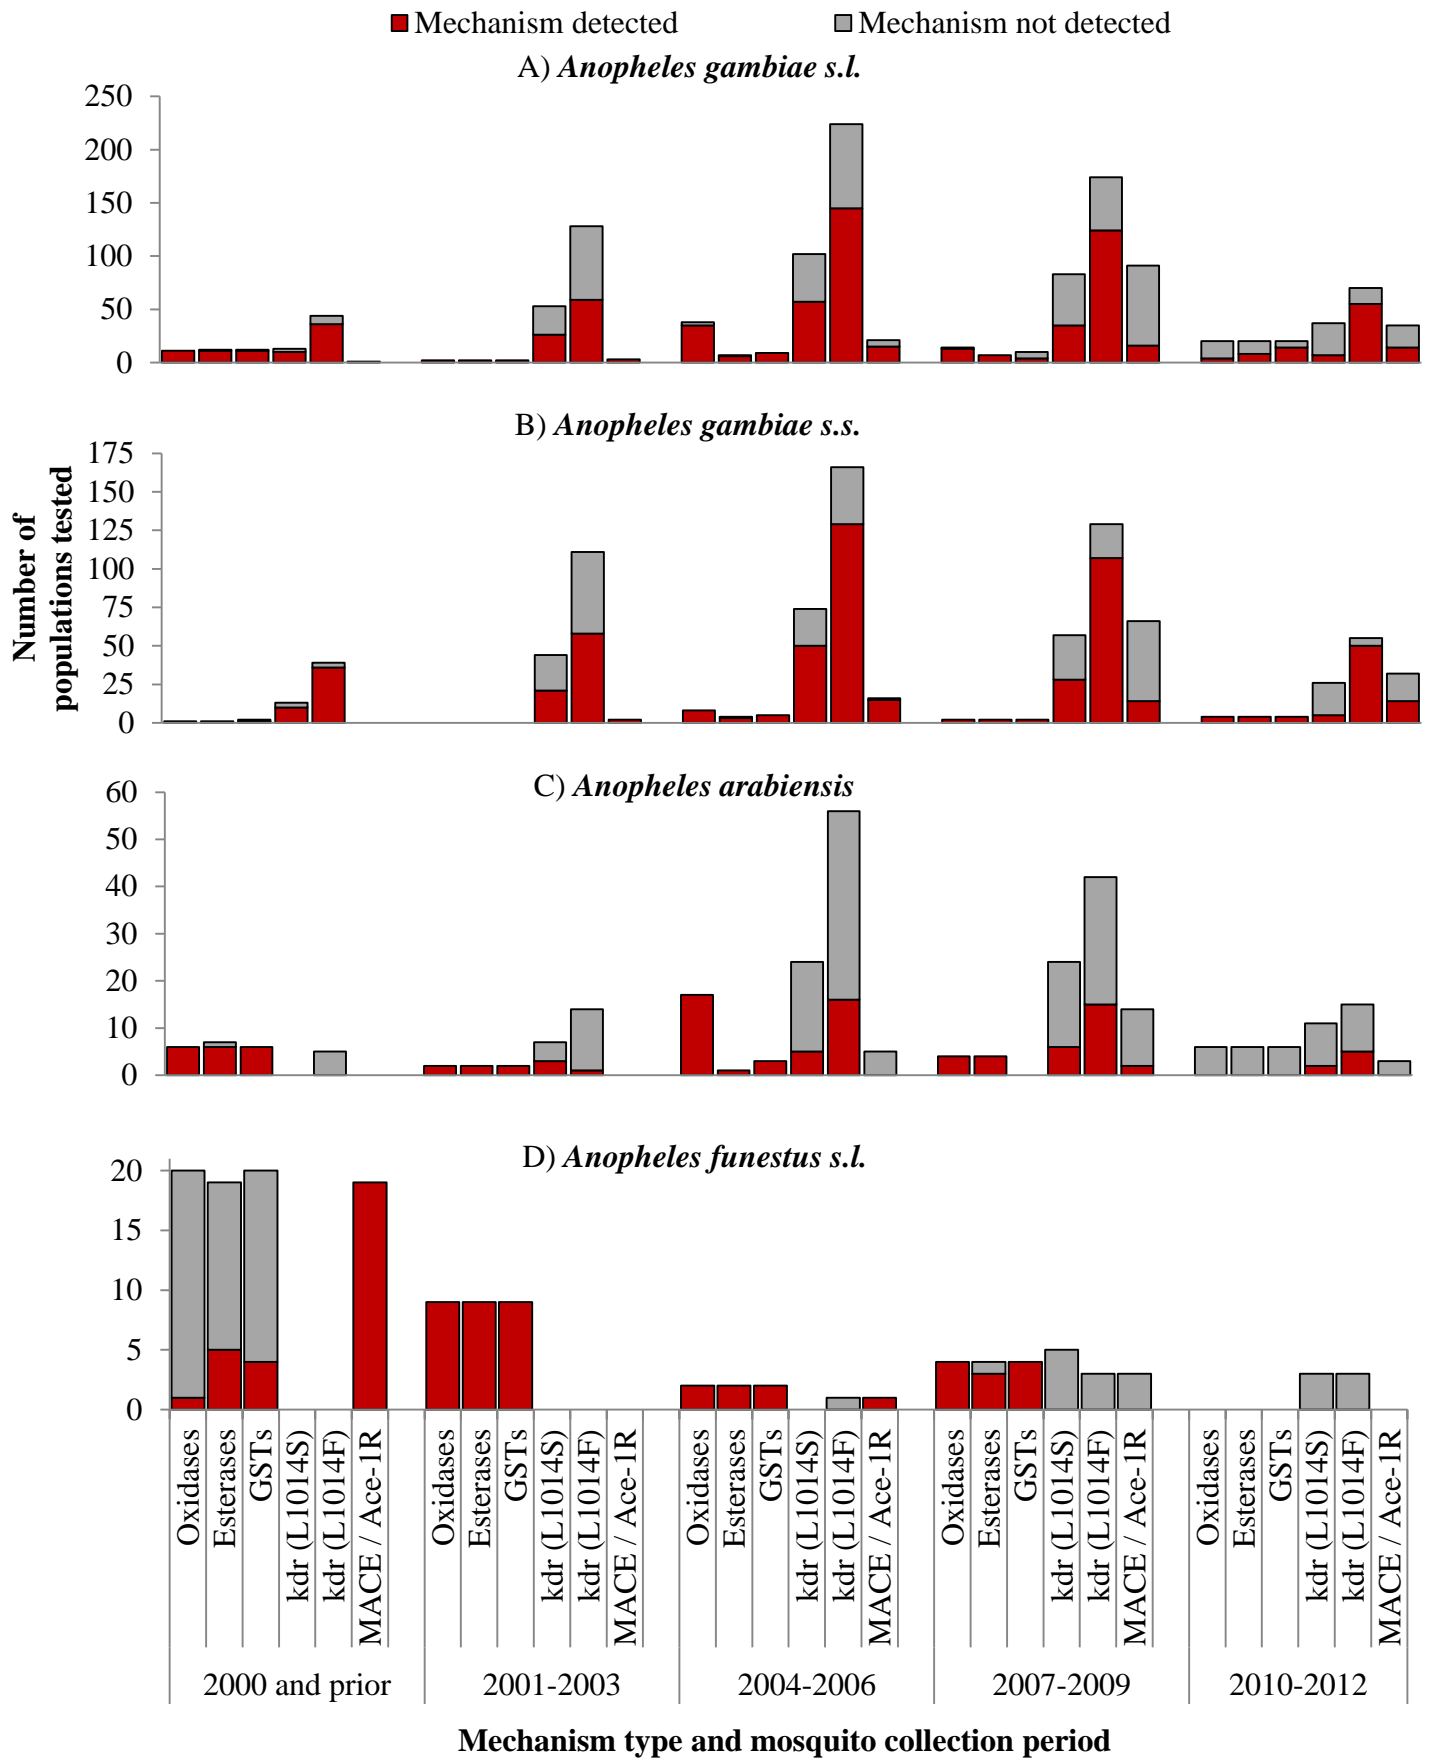 Mechanism detected Mechanism not detected
A) Anopheles gambiae s.l.
250
200
150
100
50
0
B) Anopheles gambiae s.s.
175
150
125
100
75
50
25
0
Number of
populations tested
C) Anopheles arabiensis
60
50
40
30
20
10
0
D) Anopheles funestus s.l.
20
15
10
5
0
Oxidases
Esterases
GSTs
kdr (L1014S)
kdr (L1014F)
MACE / Ace-1R
Oxidases
Esterases
GSTs
kdr (L1014S)
kdr (L1014F)
MACE / Ace-1R
Oxidases
Esterases
GSTs
kdr (L1014S)
kdr (L1014F)
MACE / Ace-1R
Oxidases
Esterases
GSTs
kdr (L1014S)
kdr (L1014F)
MACE / Ace-1R
Oxidases
Esterases
GSTs
kdr (L1014S)
kdr (L1014F)
MACE / Ace-1R
2000 and prior 2001-2003 2004-2006 2007-2009 2010-2012
Mechanism type and mosquito collection period